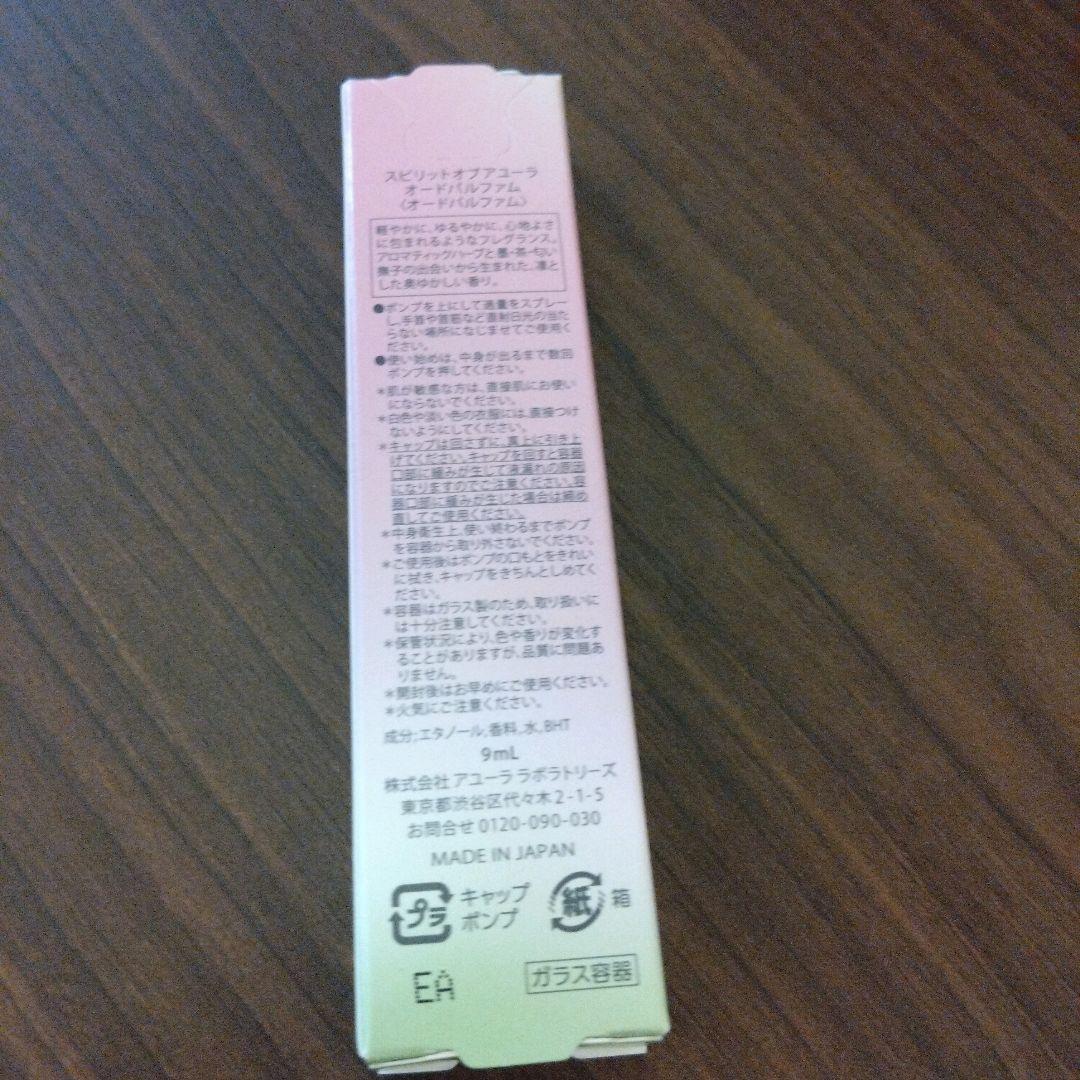 スピリットオブアユーラ
オードパルファム
〈オードパルファム〉
軽やかに、ゆるやかに、心地よさ
に包まれるようなフレグランス。
アロマティックハーブと墨・茶・匂い
撫子の出会いから生まれた、凛と
した奥ゆかしい香り。
●ポンプを上にして適量をスプレー
し、手首や首筋など直射日光の当た
らない場所になじませてご使用く
ださい。
●使い始めは、中身が出るまで数回
ポンプを押してください。
＊肌が敏感な方は、直接肌にお使い
にならないでください。
＊白色や淡い色の衣服には、直接つけ
ないようにしてください。
＊キャップは回さずに、真上に引き上
げてください。キャップを回すと容器
口部に緩みが生じて液漏れの原因
になりますのでご注意ください。容
器口部に緩みが生じた場合は締め
直してご使用ください。
＊中身衛生上、使い終わるまでポンプ
を容器から取り外さないでください。
＊ご使用後はポンプの口もとをきれい
に拭き、キャップをきちんとしめてく
ださい。
＊容器はガラス製のため、取り扱いに
は十分注意してください。
＊保管状況により、色や香りが変化す
ることがありますが、品質に問題あ
りません。
＊開封後はお早めにご使用ください。
＊火気にご注意ください。
成分;エタノール,香料,水,BHT
9mL
株式会社 アユーララボラトリーズ
東京都渋谷区代々木2-1-5
お問合せ 0120-090-030
MADE IN JAPAN
プラ キャップ
ポンプ
紙 箱
EA
ガラス容器